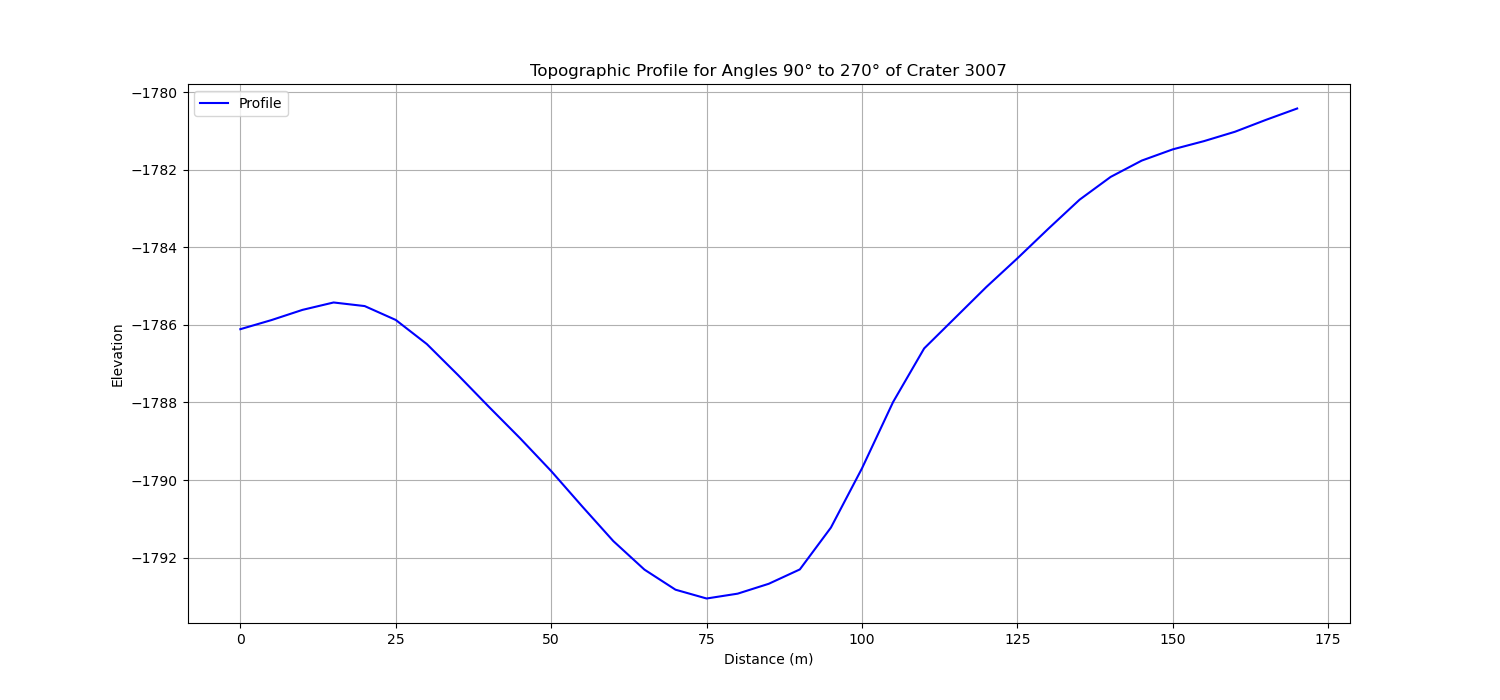 Topographic Profile for Angles 90° to 270° of Crater 3007
Profile
−1780
−1782
−1784
−1786
−1788
−1790
−1792
Elevation
0 25 50 75 100 125 150 175
Distance (m)